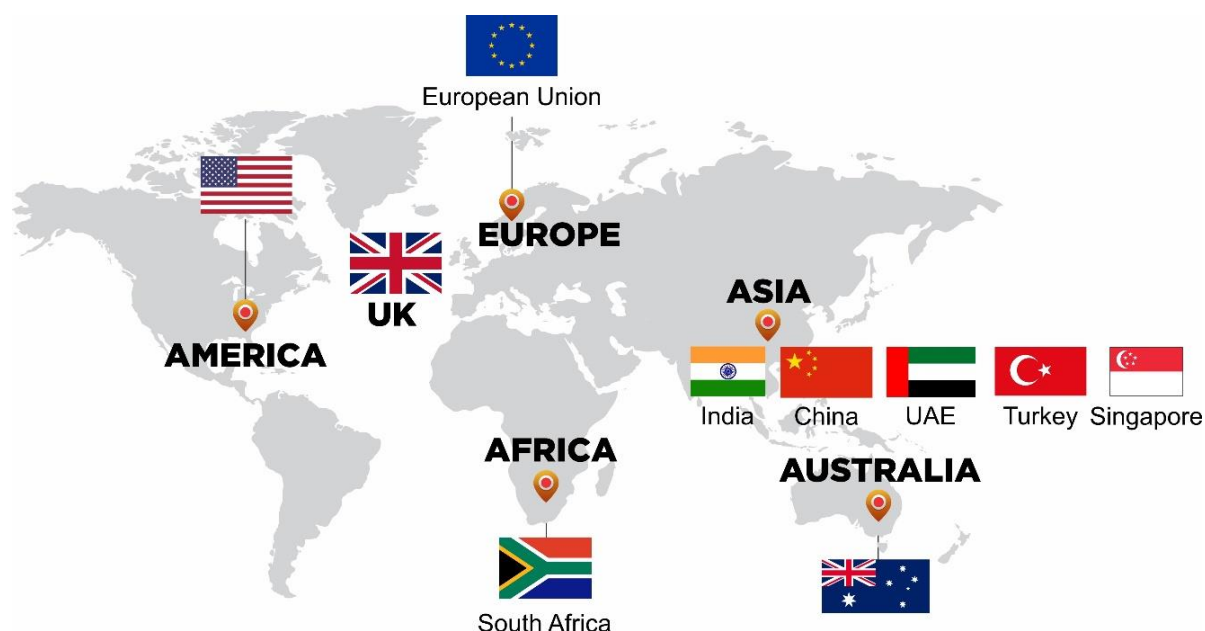 European Union
EUROPE
UK
AMERICA
ASIA
India China UAE Turkey Singapore
AFRICA
AUSTRALIA
South Africa